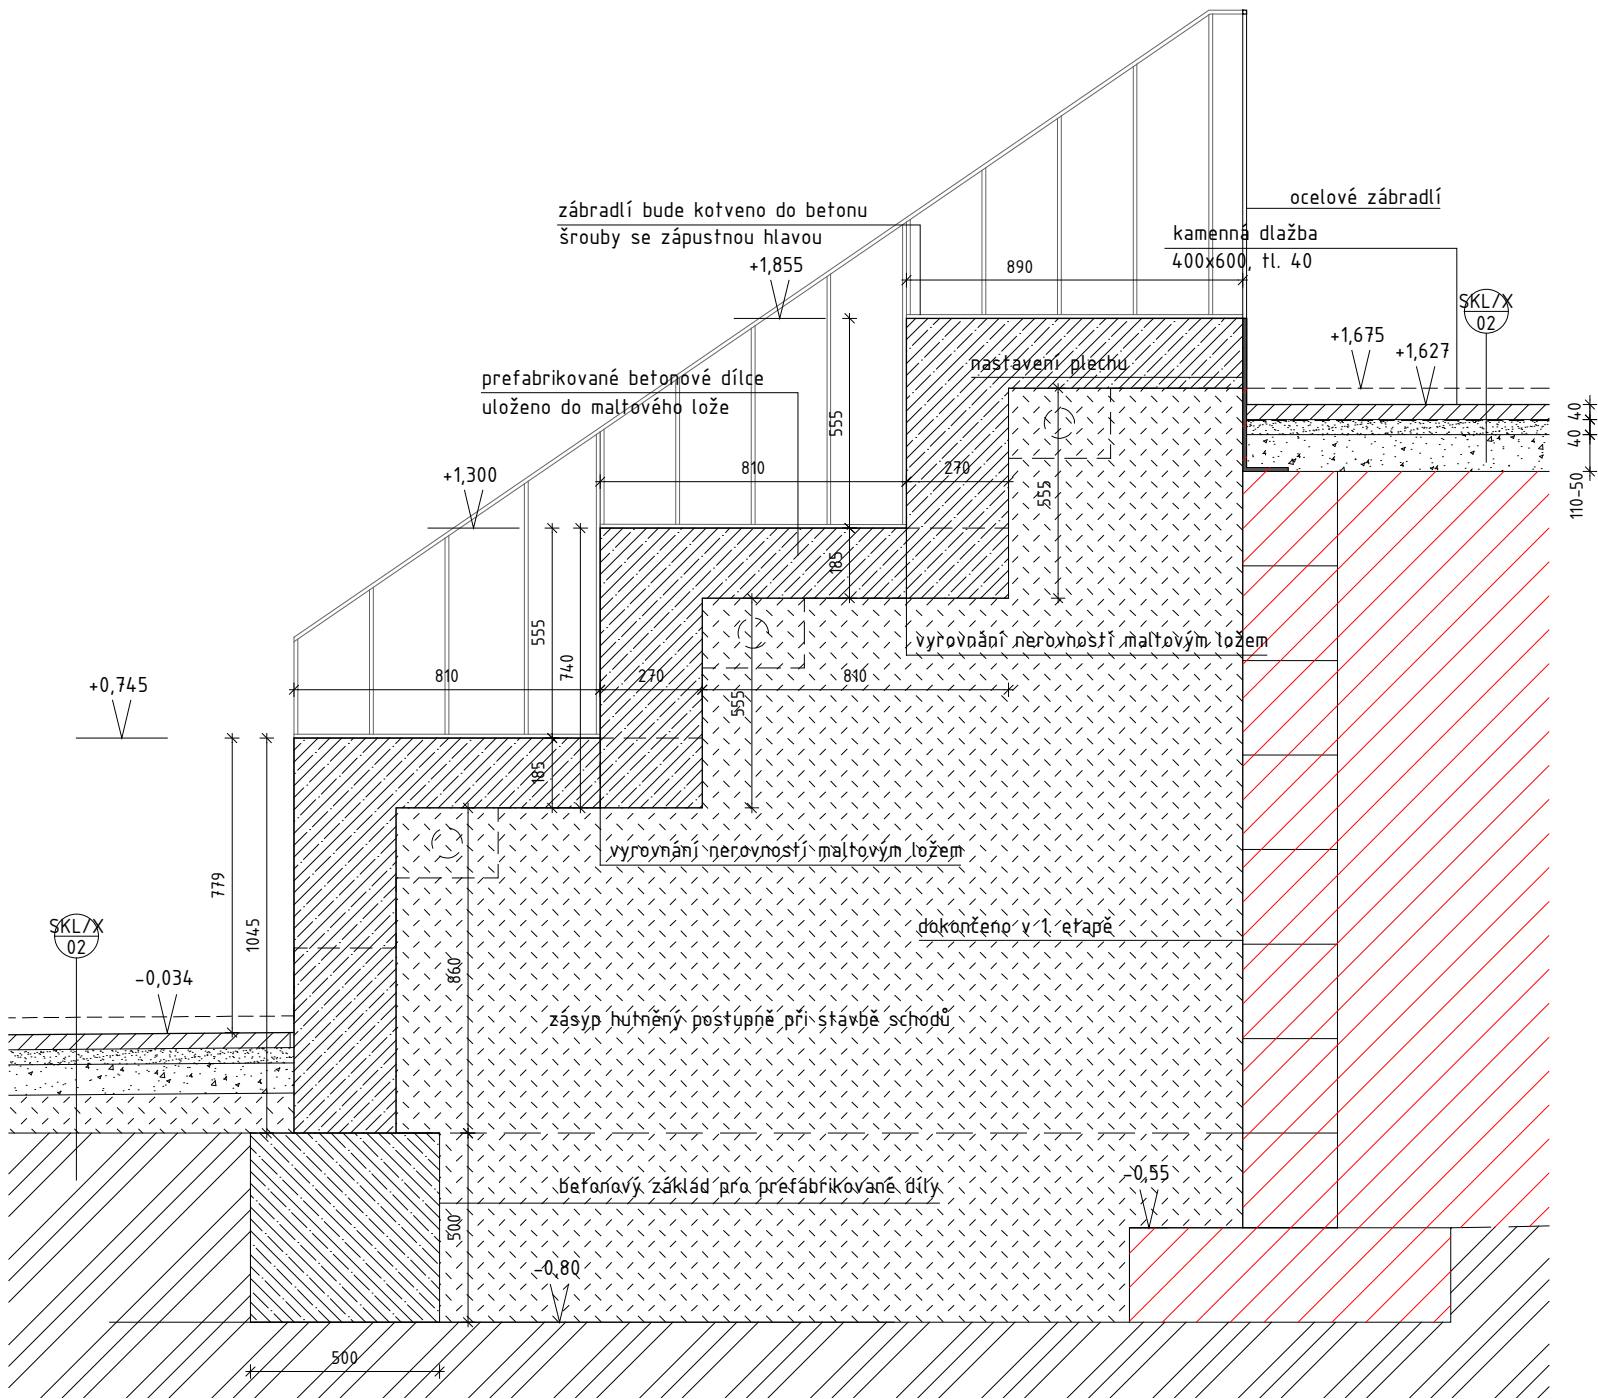 ocelové zábradlí
zábradlí bude kotveno do betonu
šrouby se zápustnou hlavou
kamenná dlažba
400x600, tl. 40
+1,855
890
SKL/X
02
+1,675
+1,627
nastavení plechu
prefabrikované betonové dílce
uloženo do maltového lože
40
40
110-50
555
+1,300
810
270
555
185
555
740
vyrovnání nerovností maltovým ložem
+0,745
810
270
810
555
185
779
1045
vyrovnání nerovností maltovým ložem
SKL/X
02
dokončeno v 1. etapě
860
-0,034
zásyp hutněný postupně při stavbě schodů
-0,55
betonový základ pro prefabrikované díly
500
-0,80
500